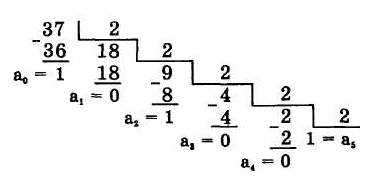 37 2
-36 18 2
a₀ = 1 18 -9 2
a₁ = 0 8 -4 2
a₂ = 1 4 -2 2
a₃ = 0 2 1 = a₅
a₄ = 0